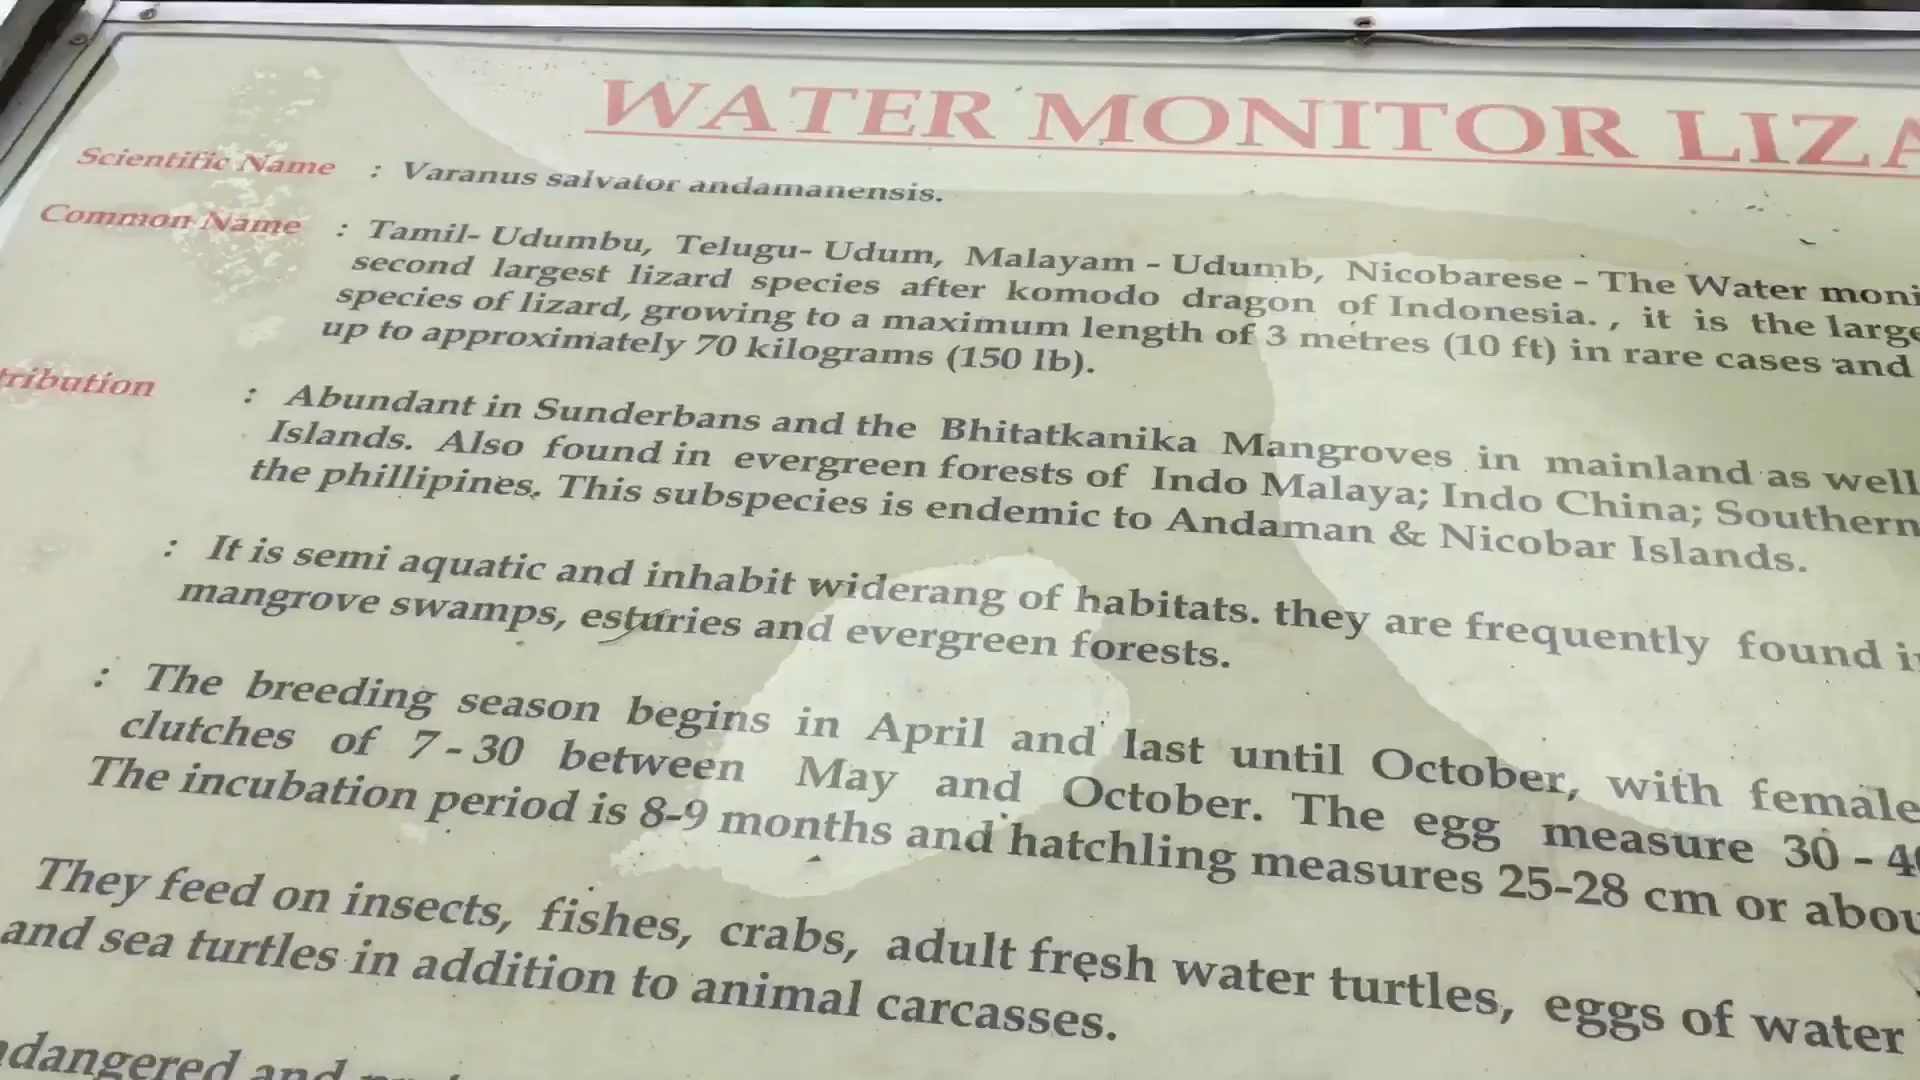 WATER MONITOR
Scientific Name : Varanus salvator andamanensis.
Common Name : Tamil- Udumbu, Telugu- Udum, Malayam - Udumb, Nicobarese - The Water
second largest lizard species after komodo dragon of Indonesia. , it is the
species of lizard, growing to a maximum length of 3 metres (10 ft) in rare cases and
up to approximately 70 kilograms (150 lb).
: Abundant in Sunderbans and the Bhitatkanika Mangroves in mainland as well
Islands. Also found in evergreen forests of Indo Malaya; Indo China; Southern
the phillipines. This subspecies is endemic to Andaman & Nicobar Islands.
: It is semi aquatic and inhabit widerang of habitats. they are frequently found
mangrove swamps, esturies and evergreen forests.
: The breeding season begins in April and last until October, with female
clutches of 7 - 30 between May and October. The egg measure 30 -
The incubation period is 8-9 months and hatchling measures 25-28 cm or
They feed on insects, fishes, crabs, adult fresh water turtles, eggs of water
and sea turtles in addition to animal carcasses.
and